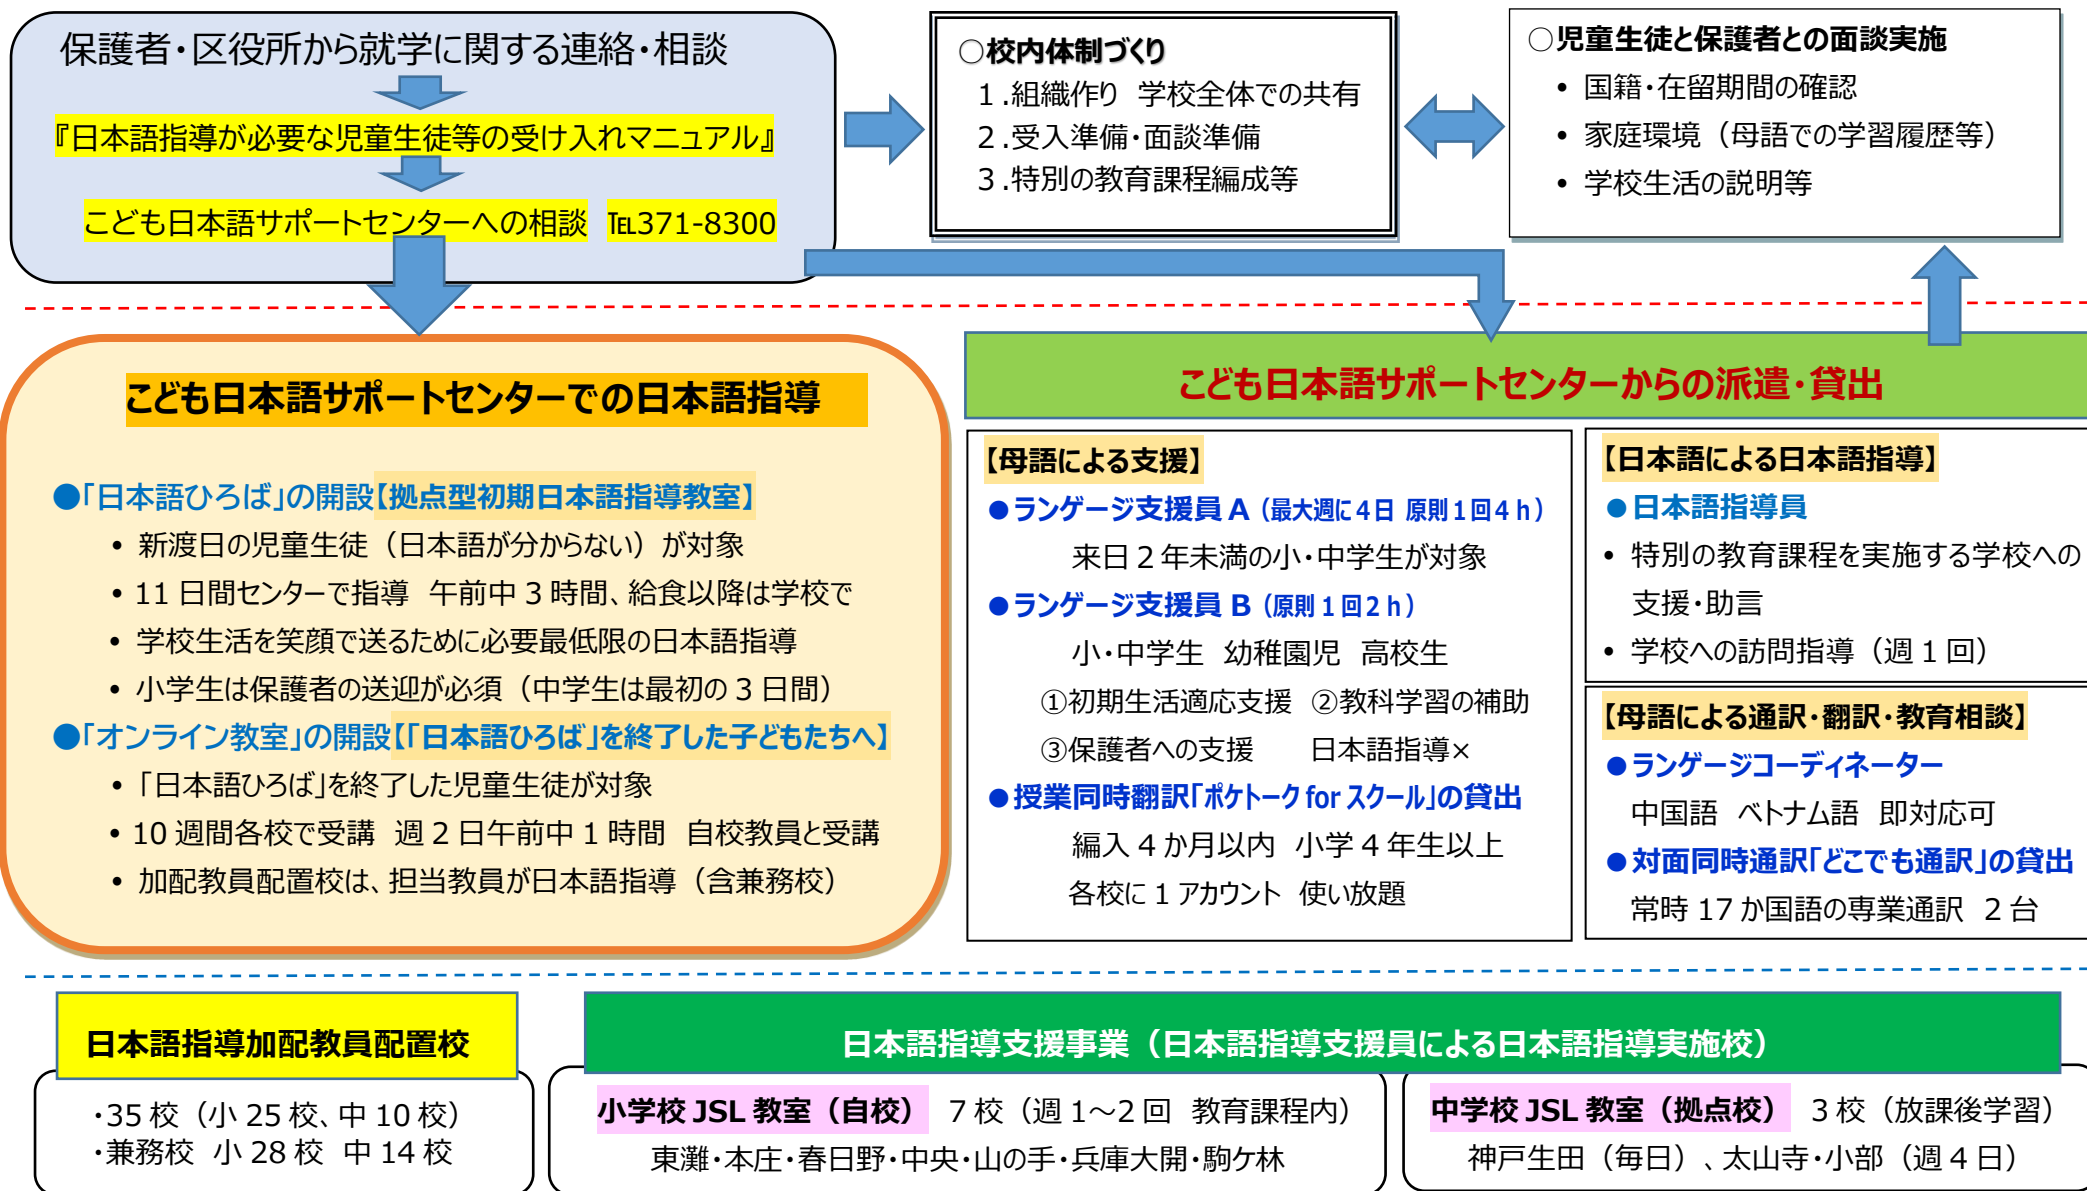 保護者・区役所から就学に関する連絡・相談
『日本語指導が必要な児童生徒等の受け入れマニュアル』
こども日本語サポートセンターへの相談 ℡371-8300
○校内体制づくり
１.組織作り 学校全体での共有
２.受入準備・面談準備
３.特別の教育課程編成等
○児童生徒と保護者との面談実施
• 国籍・在留期間の確認
• 家庭環境（母語での学習履歴等）
• 学校生活の説明等
こども日本語サポートセンターでの日本語指導
●「日本語ひろば」の開設【拠点型初期日本語指導教室】
• 新渡日の児童生徒（日本語が分からない）が対象
• 11 日間センターで指導 午前中 3 時間、給食以降は学校で
• 学校生活を笑顔で送るために必要最低限の日本語指導
• 小学生は保護者の送迎が必須（中学生は最初の 3 日間）
●「オンライン教室」の開設【「日本語ひろば」を終了した子どもたちへ】
• 「日本語ひろば」を終了した児童生徒が対象
• 10 週間各校で受講 週 2 日午前中 1 時間 自校教員と受講
• 加配教員配置校は、担当教員が日本語指導（含兼務校）
こども日本語サポートセンターからの派遣・貸出
【母語による支援】
●ランゲージ支援員 A（最大週に４日 原則１回４ｈ）
来日 2 年未満の小・中学生が対象
●ランゲージ支援員 B（原則１回２ｈ）
小・中学生 幼稚園児 高校生
①初期生活適応支援 ②教科学習の補助
③保護者への支援 日本語指導×
●授業同時翻訳「ポケトーク for スクール」の貸出
編入 4 か月以内 小学 4 年生以上
各校に 1 アカウント 使い放題
【日本語による日本語指導】
●日本語指導員
• 特別の教育課程を実施する学校への
支援・助言
• 学校への訪問指導（週 1 回）
【母語による通訳・翻訳・教育相談】
●ランゲージコーディネーター
中国語 ベトナム語 即対応可
●対面同時通訳「どこでも通訳」の貸出
常時 17 か国語の専業通訳 2 台
日本語指導加配教員配置校
・35 校（小 25 校、中 10 校）
・兼務校 小 28 校 中 14 校
日本語指導支援事業（日本語指導支援員による日本語指導実施校）
小学校 JSL 教室（自校） 7 校（週 1～2 回 教育課程内）
東灘・本庄・春日野・中央・山の手・兵庫大開・駒ケ林
中学校 JSL 教室（拠点校） 3 校（放課後学習）
神戸生田（毎日）、太山寺・小部（週 4 日）